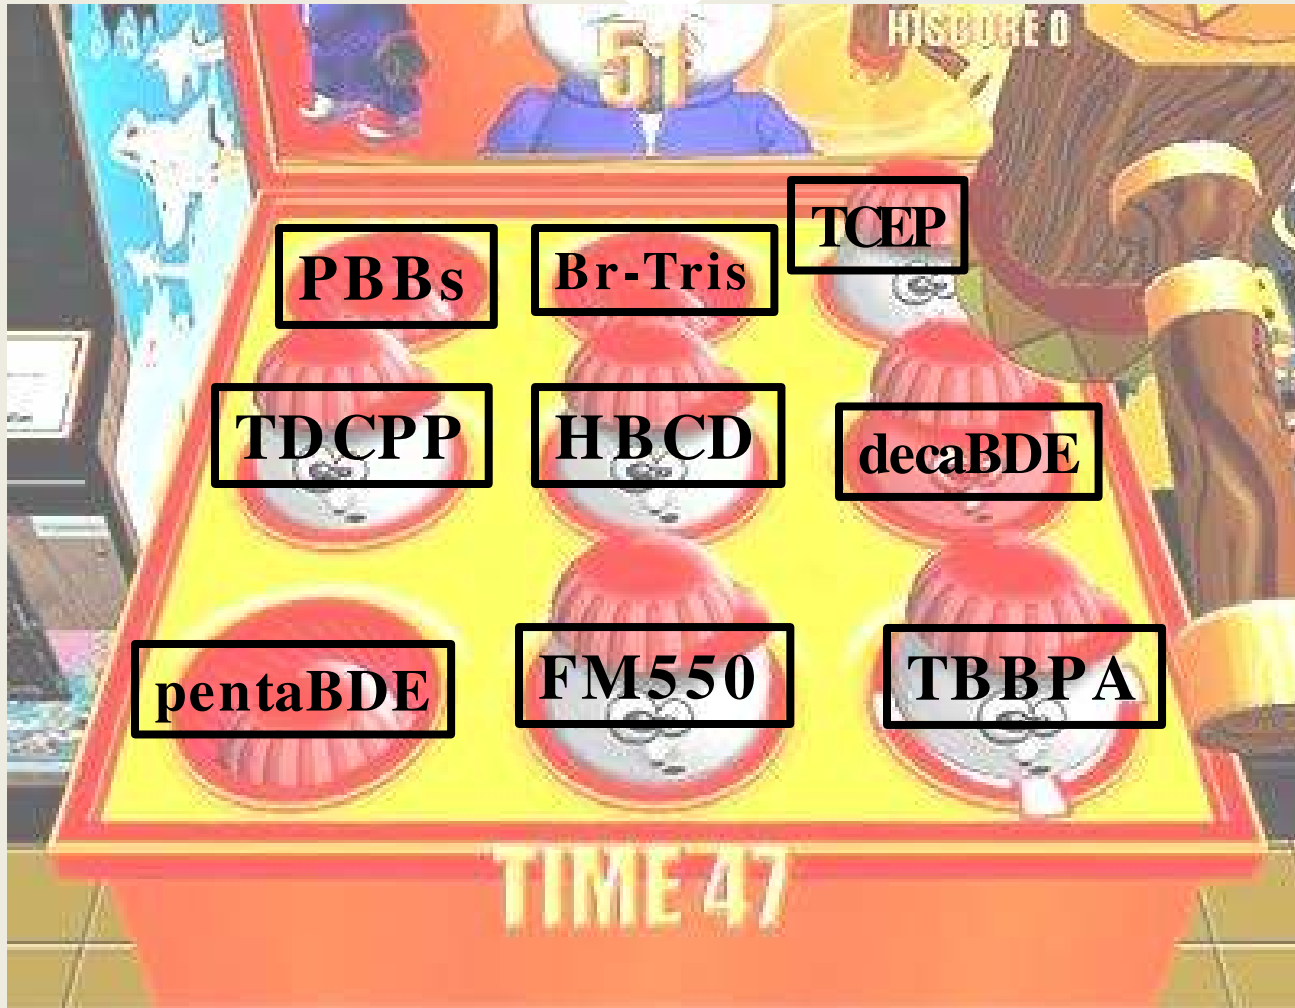 HISCORE 0
51
TCEP
PBBs
Br-Tris
TDCPP
HBCD
decaBDE
pentaBDE
FM550
TBBPA
TIME 47